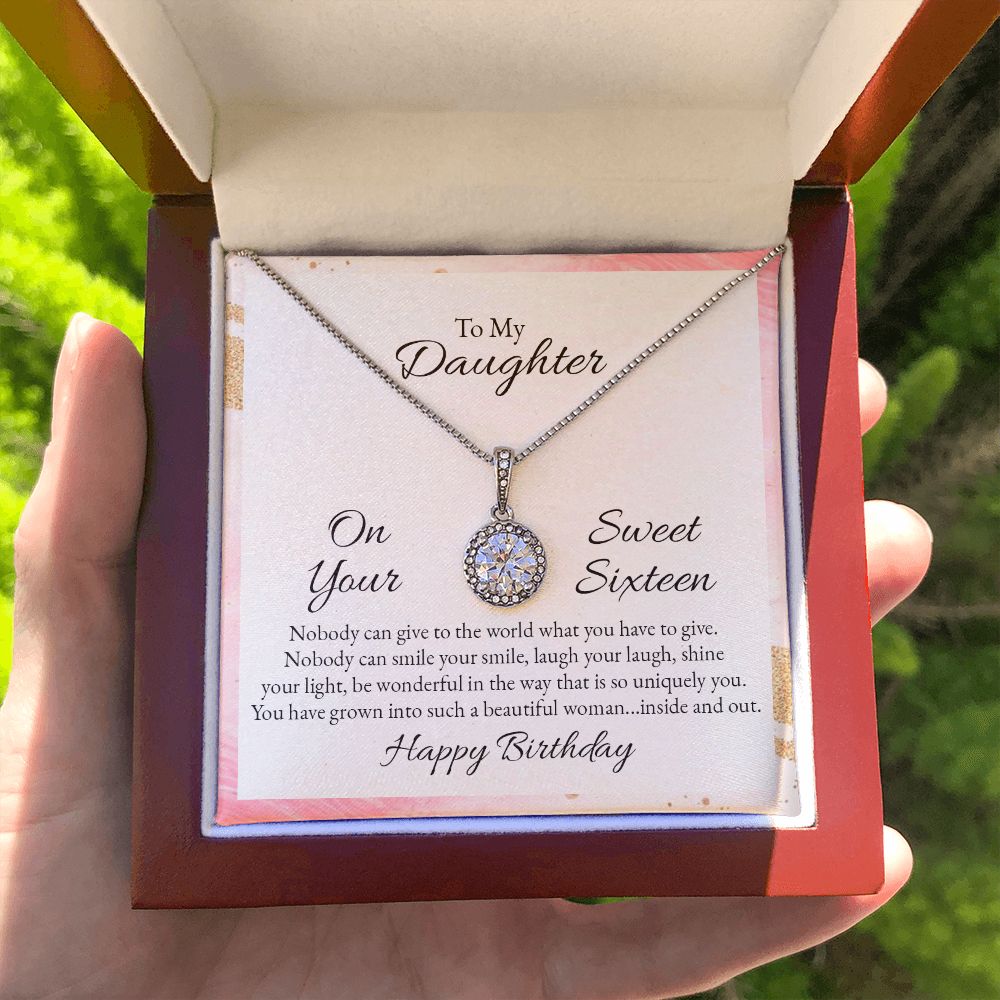 To My
Daughter
On Your
Sweet Sixteen
Nobody can give to the world what you have to give.
Nobody can smile your smile, laugh your laugh, shine
your light, be wonderful in the way that is so uniquely you.
You have grown into such a beautiful woman...inside and out.
Happy Birthday